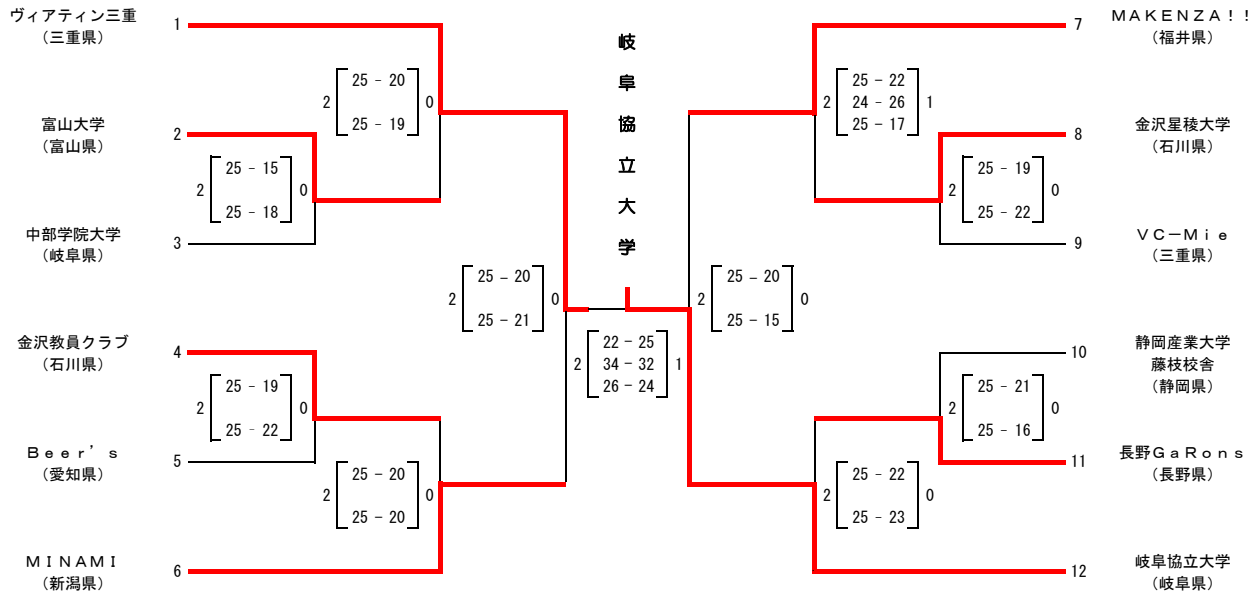 ヴィアティン三重
(三重県)
1
富山大学
(富山県)
2
中部学院大学
(岐阜県)
3
金沢教員クラブ
(石川県)
4
Ｂｅｅｒ’ｓ
(愛知県)
5
ＭＩＮＡＭＩ
(新潟県)
6
2
25 - 15
25 - 18
0
2
25 - 19
25 - 22
0
2
25 - 20
25 - 19
0
2
25 - 20
25 - 20
0
2
25 - 20
25 - 21
0
岐阜協立大学
2
22 - 25
34 - 32
26 - 24
1
2
25 - 20
25 - 15
0
2
25 - 22
24 - 26
25 - 17
1
2
25 - 22
25 - 23
0
2
25 - 19
25 - 22
0
2
25 - 21
25 - 16
0
7
ＭＡＫＥＮＺＡ！！
(福井県)
8
金沢星稜大学
(石川県)
9
ＶＣ－Ｍｉｅ
(三重県)
10
静岡産業大学
藤枝校舎
(静岡県)
11
長野ＧａＲｏｎｓ
(長野県)
12
岐阜協立大学
(岐阜県)